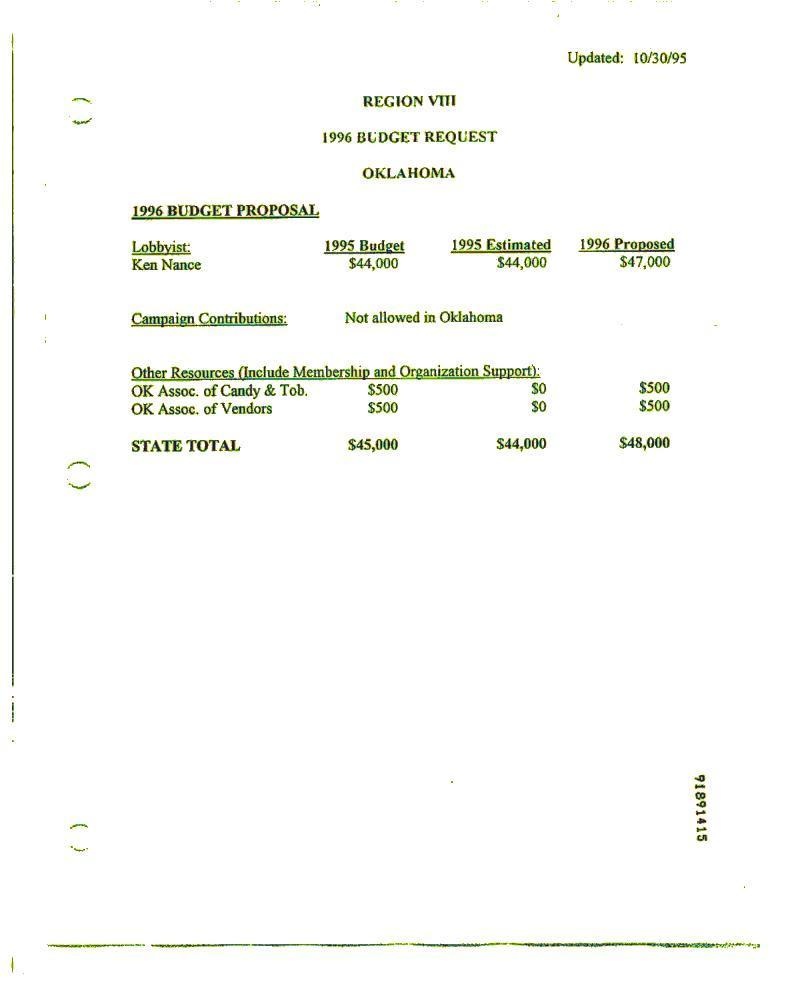 Updated: 10/30/95
REGION VIII
1996 BUDGET REQUEST
OKLAHOMA
1996 BUDGET PROPOSAL
Lobbyist: 1995 Budget 1995 Estimated 1996 Proposed
Ken Nance $44,000 $44,000 $47,000
Campaign Contributions: Not allowed in Oklahoma
Other Resources (Include Membership and Organization Support):
OK Assoc. of Candy & Tob. $500 $0 $500
OK Assoc. of Vendors $500 $0 $500
STATE TOTAL $45,000 $44,000 $48,000
91891415